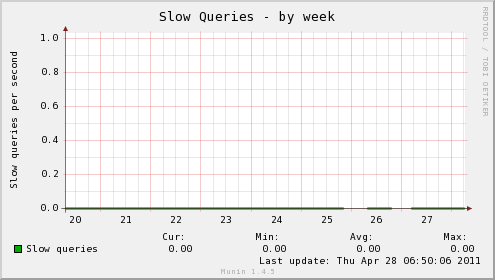 Slow Queries - by week
RRDTOOL / TOBI OETIKER
Slow queries per second
1.0
0.8
0.6
0.4
0.2
0.0
20 21 22 23 24 25 26 27
Cur: Min: Avg: Max:
Slow queries 0.00 0.00 0.00 0.00
Last update: Thu Apr 28 06:50:06 2011
Munin 1.4.5